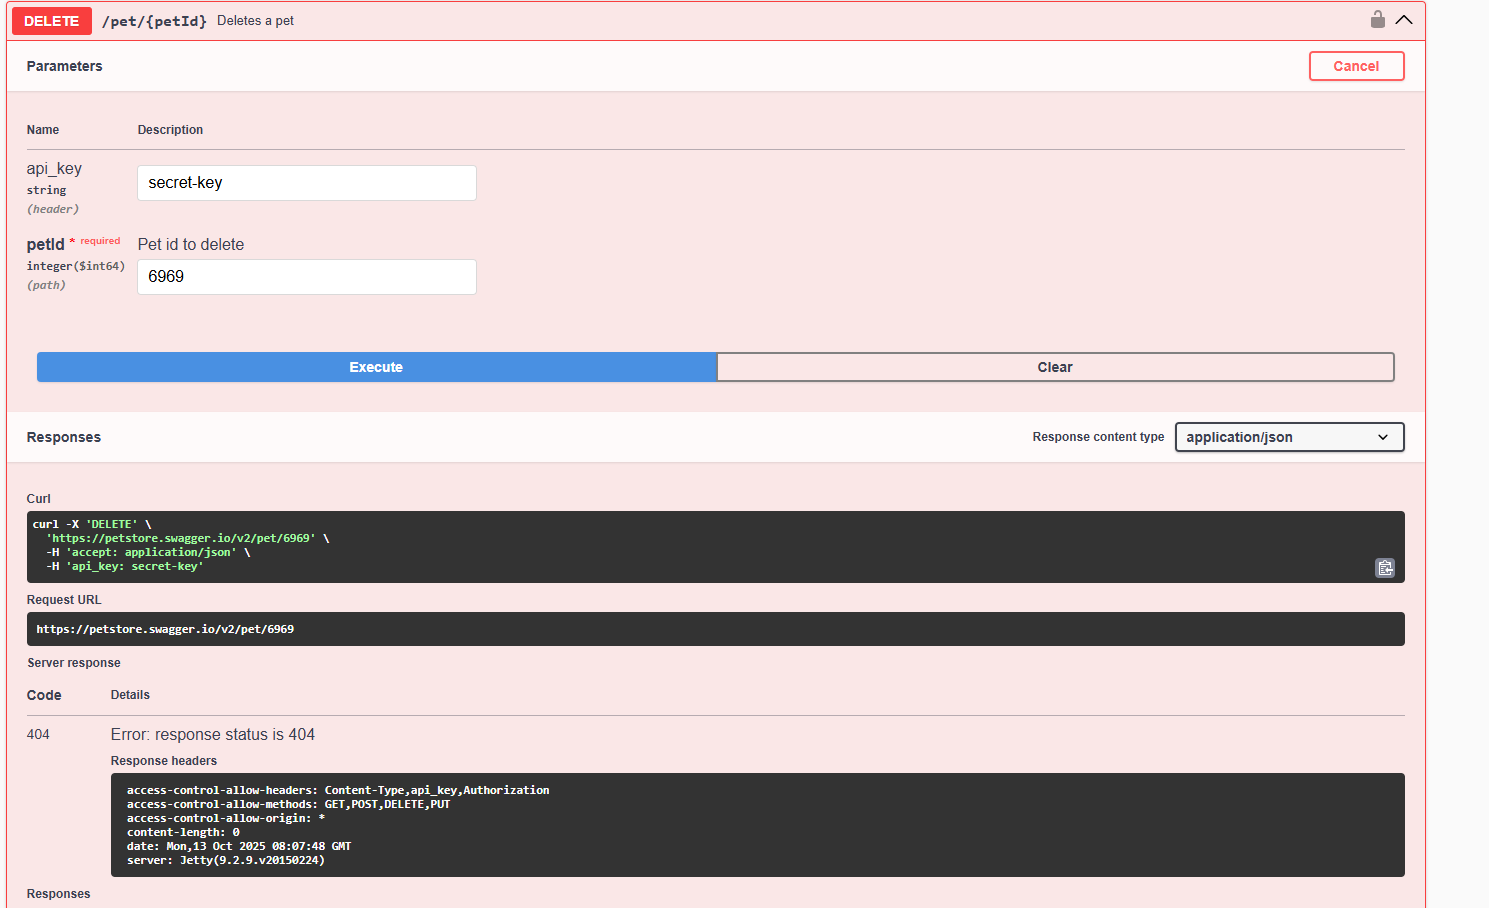 DELETE /pet/{petId} Deletes a pet
Parameters
Cancel
Name Description
api_key
string
(header)
secret-key
petId * required
integer($int64)
(path)
Pet id to delete
6969
Execute
Clear
Responses
Response content type
application/json
Curl
curl -X 'DELETE' \
'https://petstore.swagger.io/v2/pet/6969' \
-H 'accept: application/json' \
-H 'api_key: secret-key'
Request URL
https://petstore.swagger.io/v2/pet/6969
Server response
Code Details
404
Error: response status is 404
Response headers
access-control-allow-headers: Content-Type,api_key,Authorization
access-control-allow-methods: GET,POST,DELETE,PUT
access-control-allow-origin: *
content-length: 0
date: Mon,13 Oct 2025 08:07:48 GMT
server: Jetty(9.2.9.v20150224)
Responses